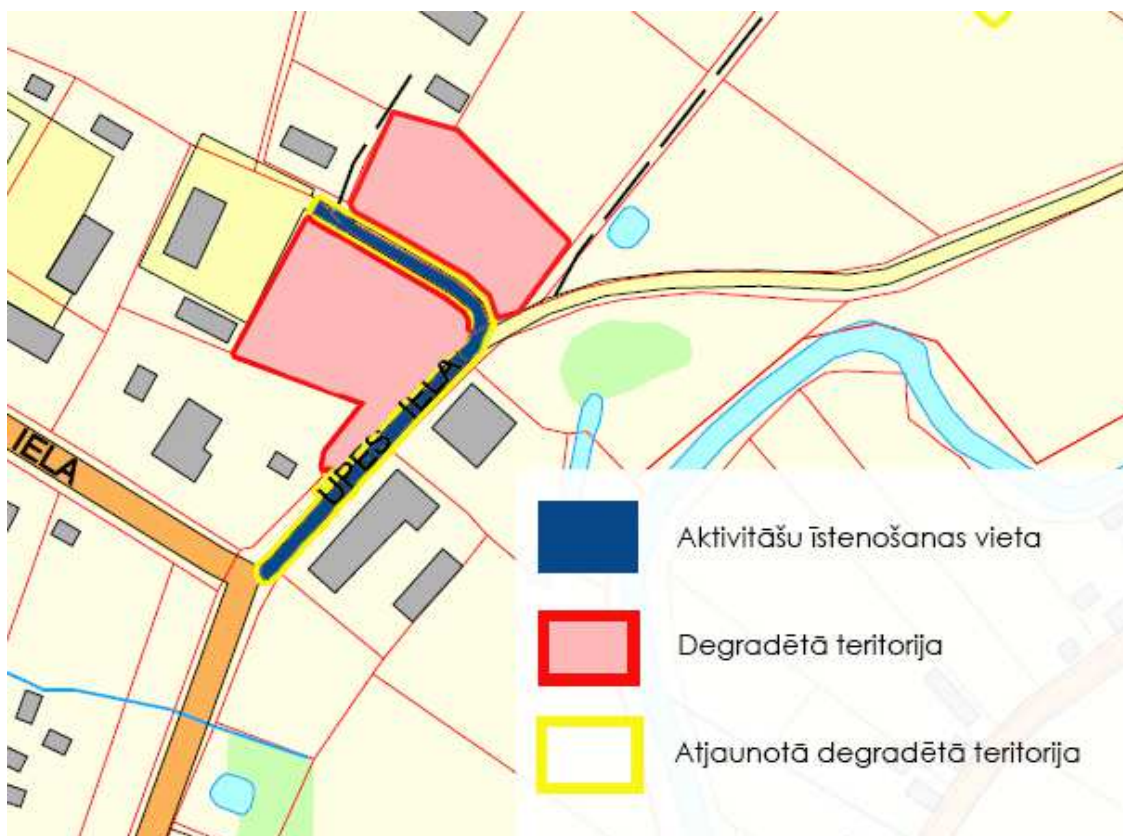 IELA
UPES IELA
Aktivitāšu īstenošanas vieta
Degradētā teritorija
Atjaunotā degradētā teritorija